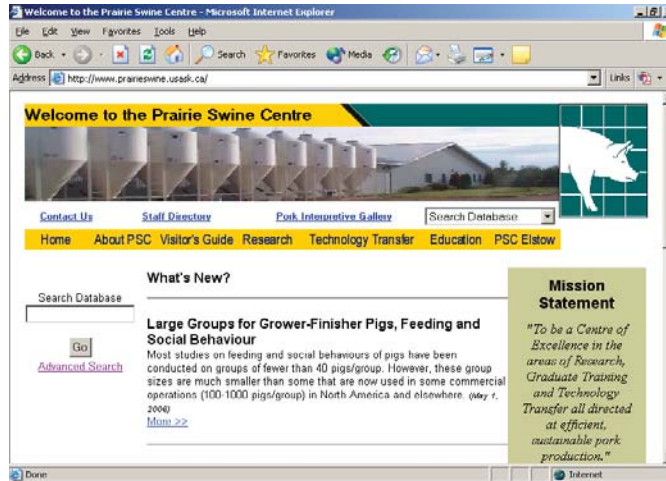 Welcome to the Prairie Swine Centre - Microsoft Internet Explorer
File Edit View Favorites Tools Help
Back Search Favorites Media
Address http://www.prairieswine.usask.ca/ Links
Welcome to the Prairie Swine Centre
Contact Us Staff Directory Pork Interpretive Gallery Search Database
Home About PSC Visitor's Guide Research Technology Transfer Education PSC Elstow
Search Database
Go
Advanced Search
What's New?
Large Groups for Grower-Finisher Pigs, Feeding and
Social Behaviour
Most studies on feeding and social behaviours of pigs have been
conducted on groups of fewer than 40 pigs/group. However, these group
sizes are much smaller than some that are now used in some commercial
operations (100-1000 pigs/group) in North America and elsewhere. (May 1,
2006)
More >>
Mission
Statement
"To be a Centre of
Excellence in the
areas of Research,
Graduate Training
and Technology
Transfer all directed
at efficient,
sustainable pork
production."
Done Internet